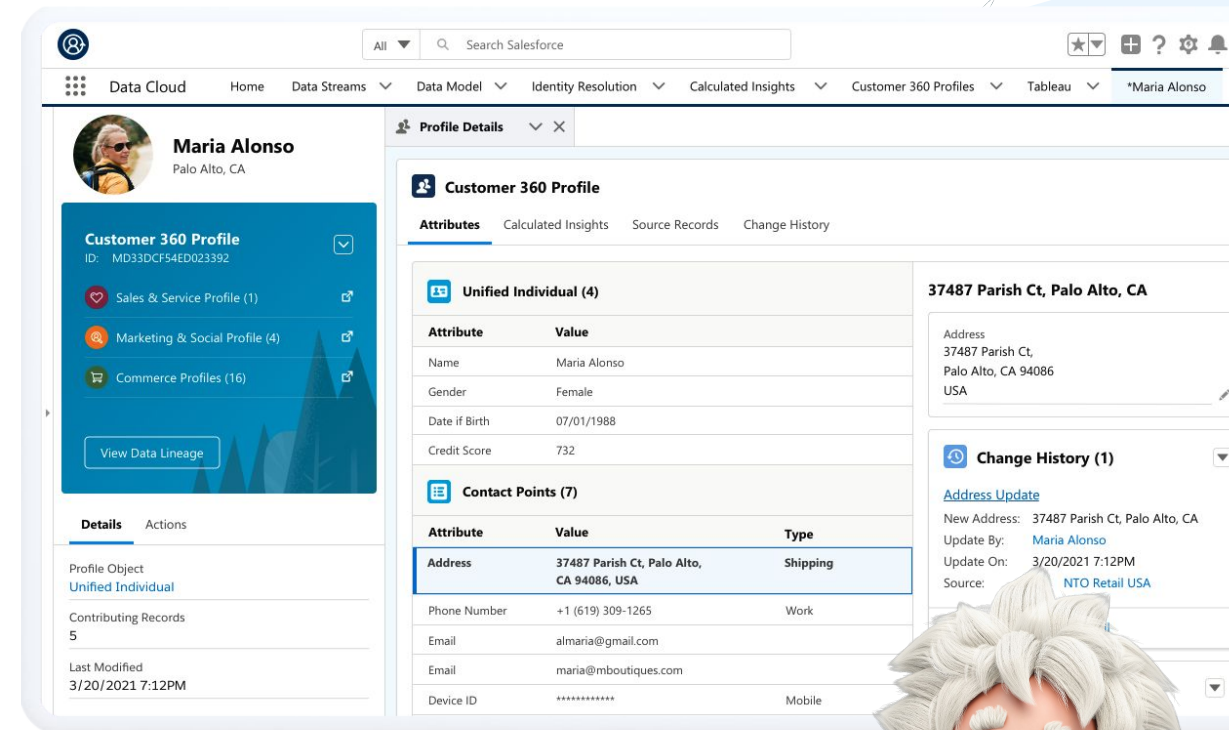 All
Search Salesforce
Data Cloud
Home
Data Streams
Data Model
Identity Resolution
Calculated Insights
Customer 360 Profiles
Tableau
*Maria Alonso
Maria Alonso
Palo Alto, CA
Customer 360 Profile
ID: MD33DCF54ED023392
Sales & Service Profile (1)
Marketing & Social Profile (4)
Commerce Profiles (16)
View Data Lineage
Details Actions
Profile Object
Unified Individual
Contributing Records
5
Last Modified
3/20/2021 7:12PM
Profile Details
Customer 360 Profile
Attributes Calculated Insights Source Records Change History
Unified Individual (4)
Attribute Value
Name Maria Alonso
Gender Female
Date if Birth 07/01/1988
Credit Score 732
Contact Points (7)
Attribute Value Type
Address 37487 Parish Ct, Palo Alto, Shipping
CA 94086, USA
Phone Number +1 (619) 309-1265 Work
Email almaria@gmail.com
Email maria@mboutiques.com
Device ID ************ Mobile
37487 Parish Ct, Palo Alto, CA
Address
37487 Parish Ct,
Palo Alto, CA 94086
USA
Change History (1)
Address Update
New Address: 37487 Parish Ct, Palo Alto, CA
Update By: Maria Alonso
Update On: 3/20/2021 7:12PM
Source: NTO Retail USA